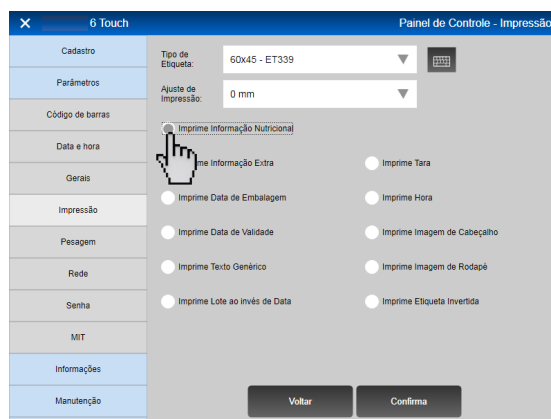 6 Touch
Painel de Controle - Impressão
Cadastro
Parâmetros
Código de barras
Data e hora
Gerais
Impressão
Pesagem
Rede
Senha
MIT
Informações
Manutenção
Tipo de
Etiqueta:
60x45 - ET339
Ajuste de
Impressão:
0 mm
Imprime Informação Nutricional
me Informação Extra
Imprime Tara
Imprime Data de Embalagem
Imprime Hora
Imprime Data de Validade
Imprime Imagem de Cabeçalho
Imprime Texto Genérico
Imprime Imagem de Rodapé
Imprime Lote ao invés de Data
Imprime Etiqueta Invertida
Voltar
Confirma